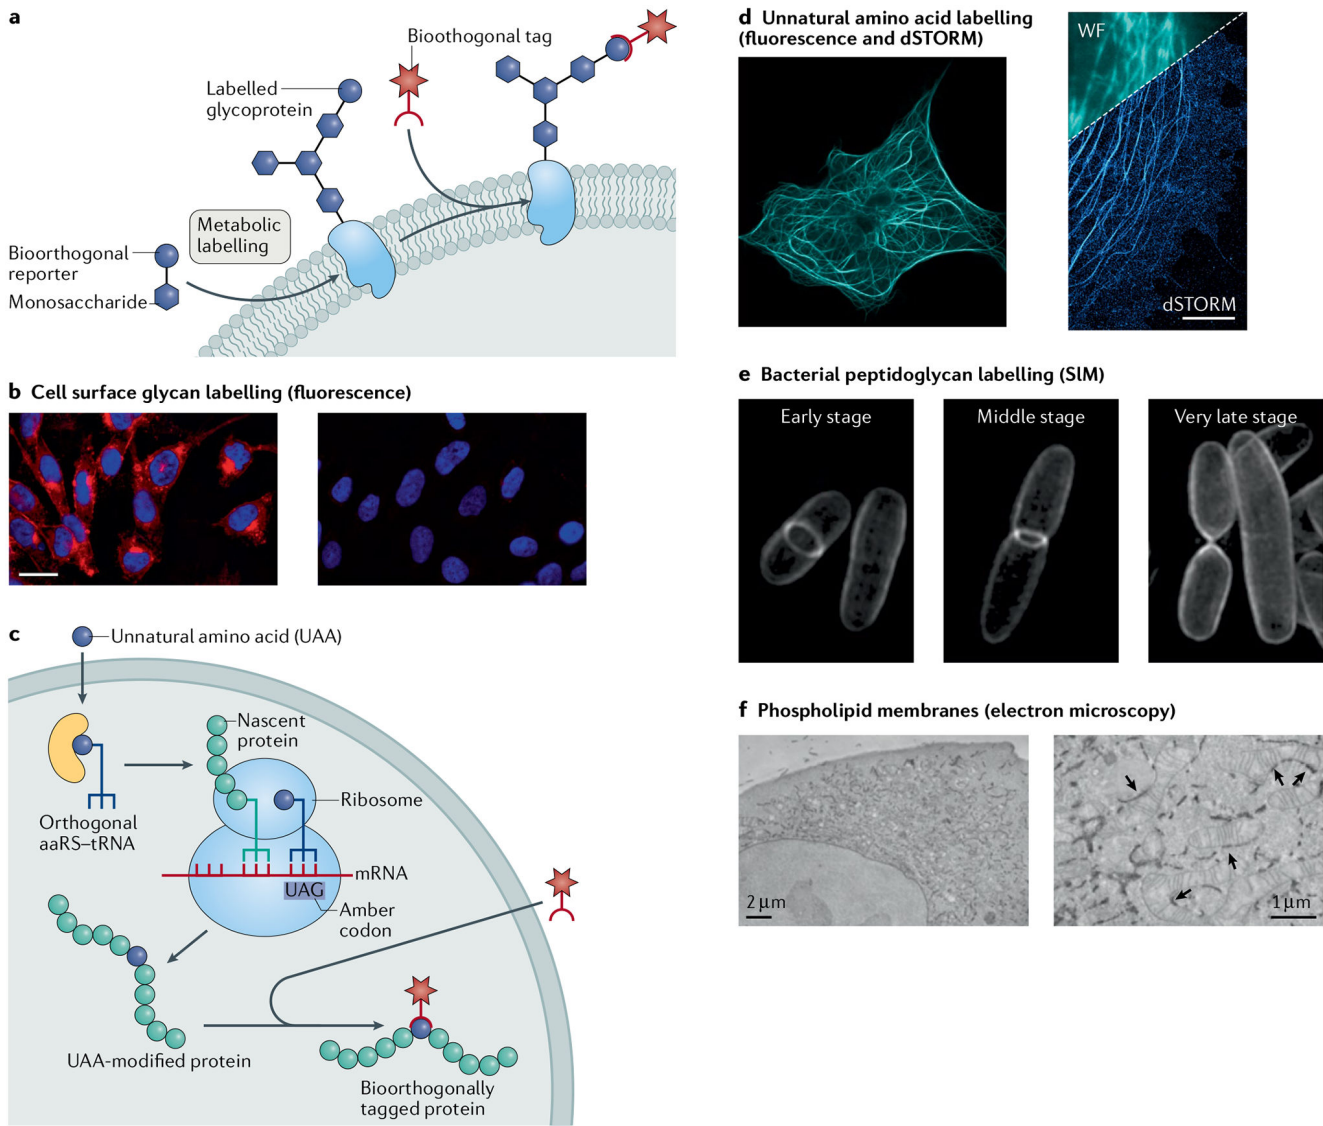 a
Bioothogonal tag
Labelled
glycoprotein
Metabolic
labelling
Bioorthogonal
reporter
Monosaccharide
b Cell surface glycan labelling (fluorescence)
c
Unnatural amino acid (UAA)
Nascent
protein
Ribosome
Orthogonal
aaRS–tRNA
mRNA
UAG
Amber
codon
UAA-modified protein
Bioorthogonally
tagged protein
d Unnatural amino acid labelling
(fluorescence and dSTORM)
WF
dSTORM
e Bacterial peptidoglycan labelling (SIM)
Early stage
Middle stage
Very late stage
f Phospholipid membranes (electron microscopy)
2 µm
1 µm